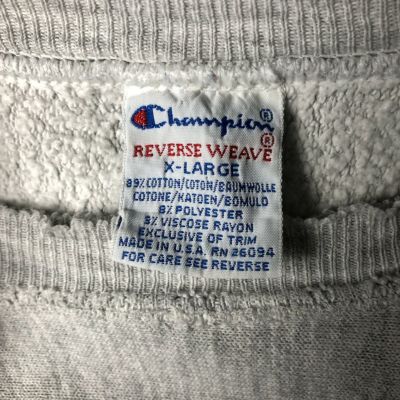 Champion®
REVERSE WEAVE®
X-LARGE
89% COTTON/COTON/BAUMWOLLE
COTONE/KATOEN/BOMULD
8% POLYESTER
3% VISCOSE RAYON
EXCLUSIVE OF TRIM
MADE IN U.S.A. RN 26094
FOR CARE SEE REVERSE